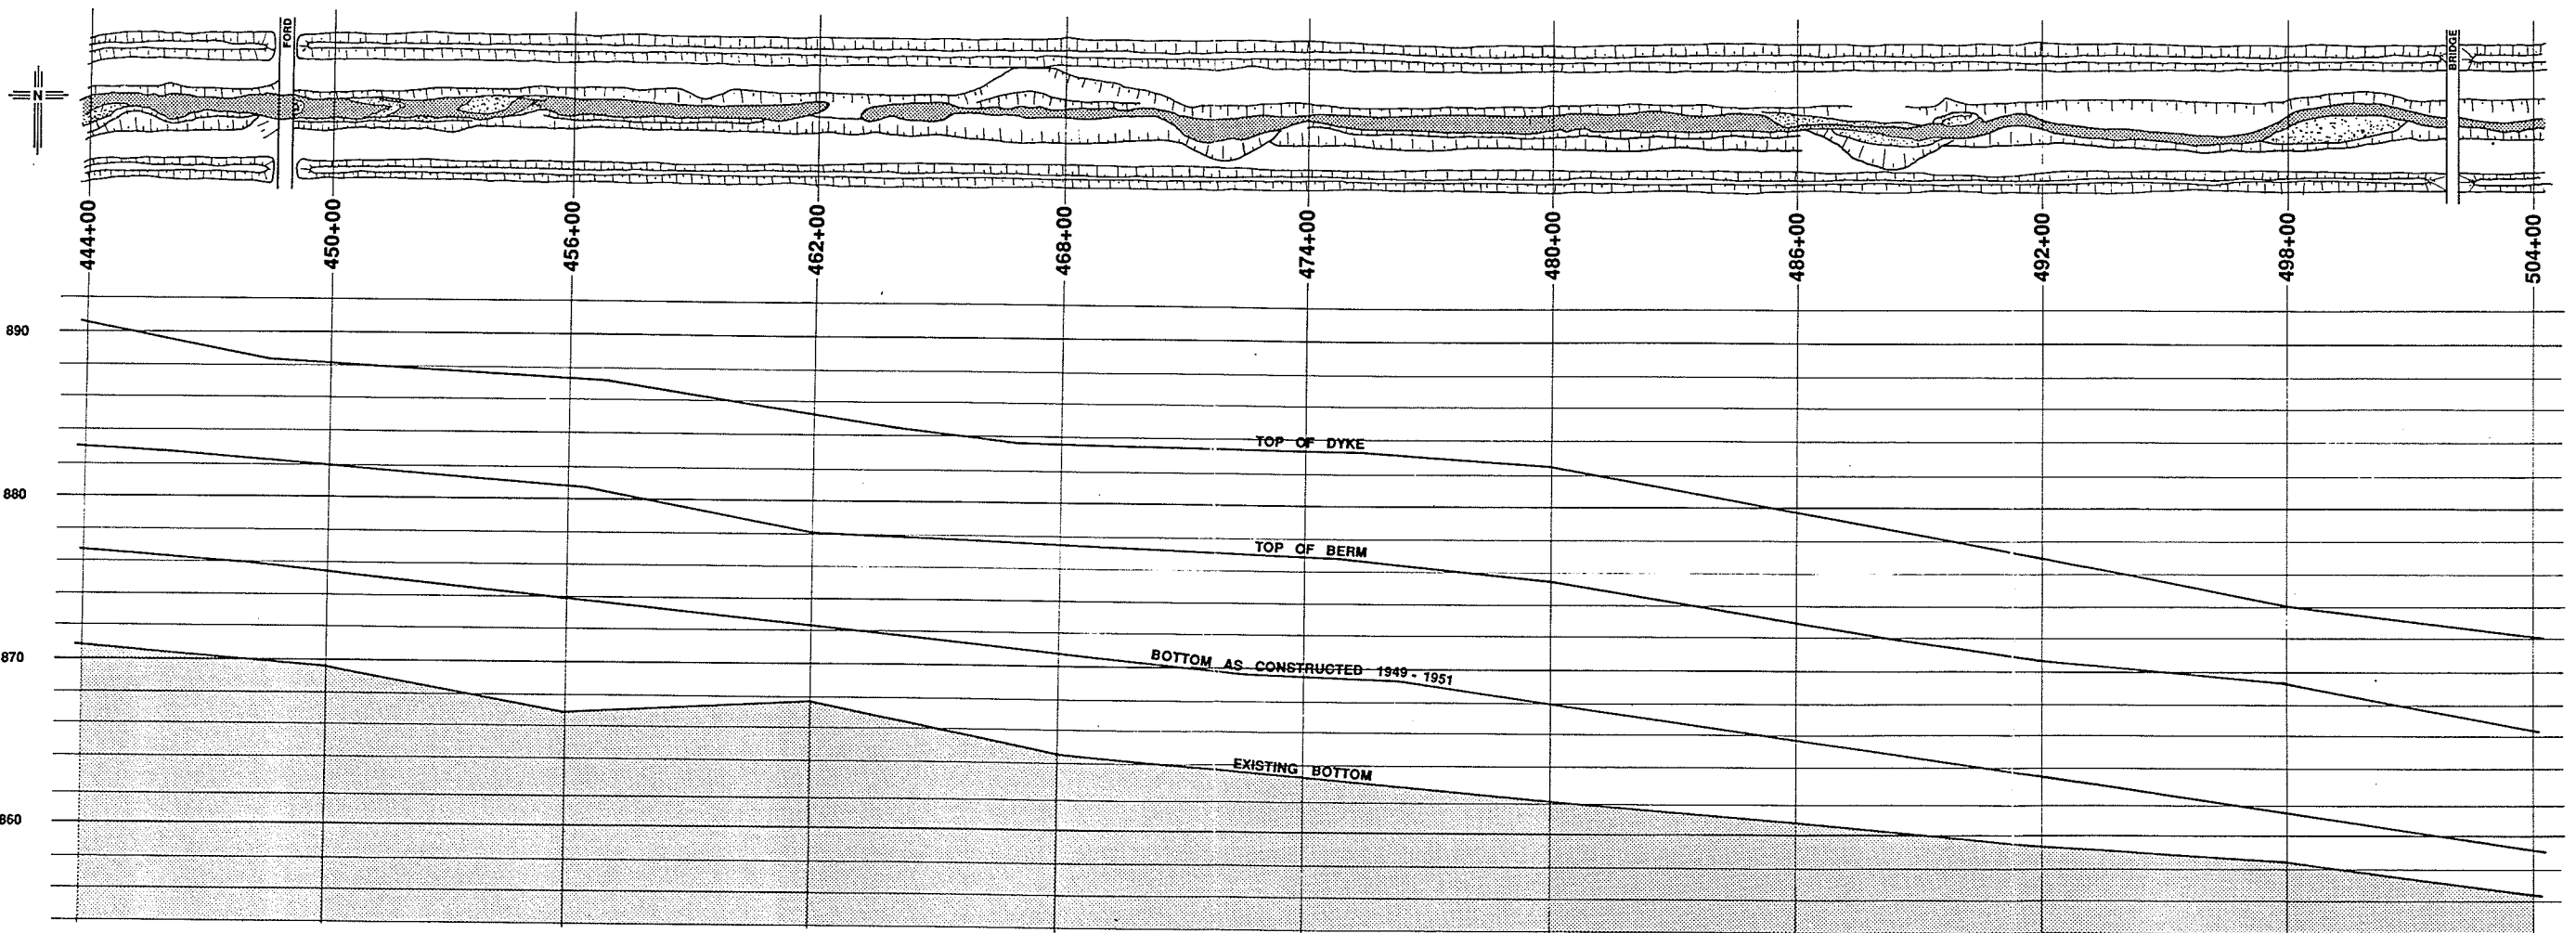 FORD
BRIDGE
N
444+00
450+00
456+00
462+00
468+00
474+00
480+00
486+00
492+00
498+00
504+00
890
TOP OF DYKE
880
TOP OF BERM
870
BOTTOM AS CONSTRUCTED 1949 - 1951
EXISTING BOTTOM
860